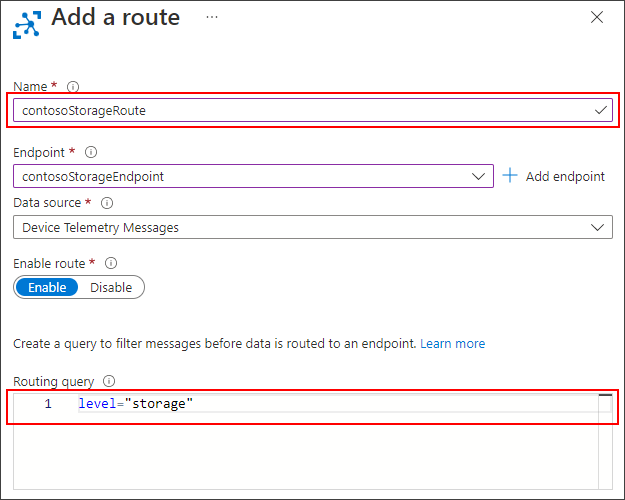 Add a route ...
Name *
contosoStorageRoute
Endpoint *
contosoStorageEndpoint
Add endpoint
Data source *
Device Telemetry Messages
Enable route *
Enable Disable
Create a query to filter messages before data is routed to an endpoint. Learn more
Routing query
1 level="storage"